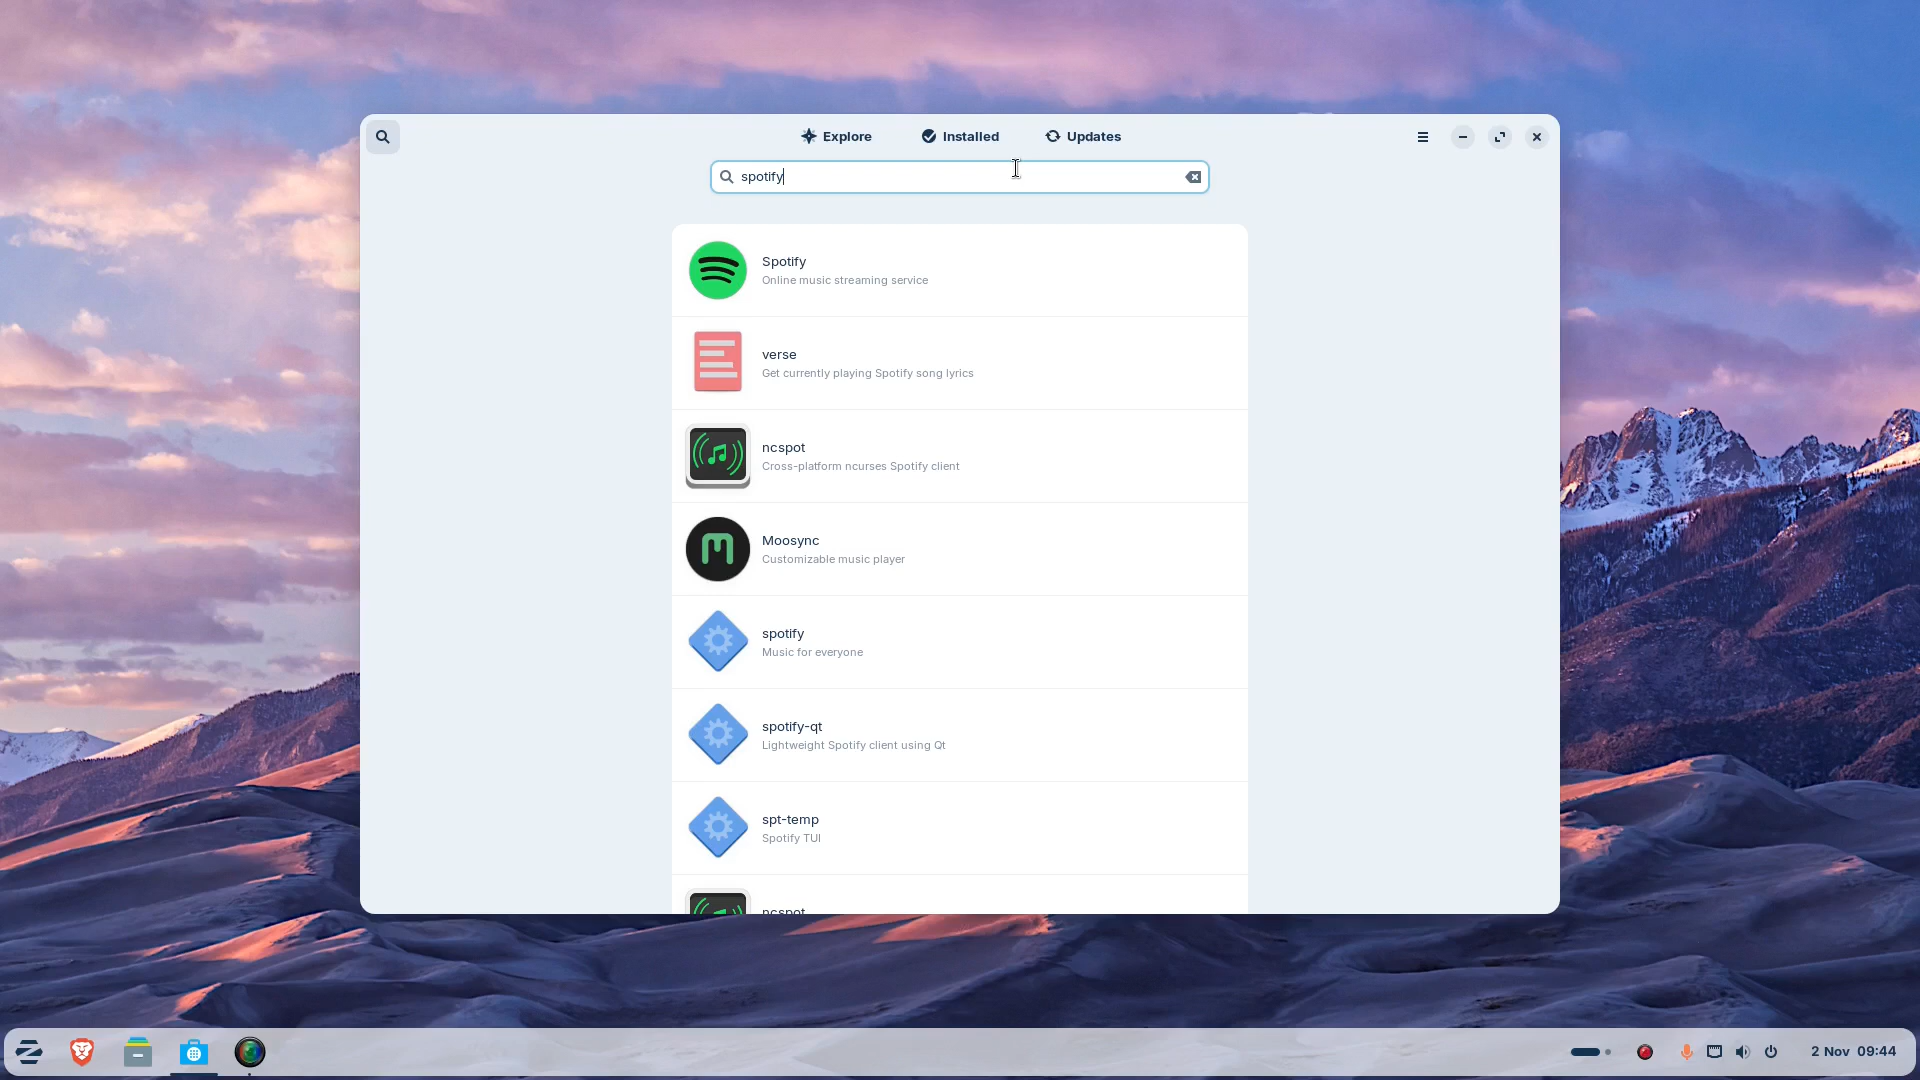 Explore Installed Updates
spotify
Spotify
Online music streaming service
verse
Get currently playing Spotify song lyrics
ncspot
Cross-platform ncurses Spotify client
Moosync
Customizable music player
spotify
Music for everyone
spotify-qt
Lightweight Spotify client using Qt
spt-temp
Spotify TUI
ncspot
2 Nov 09:44